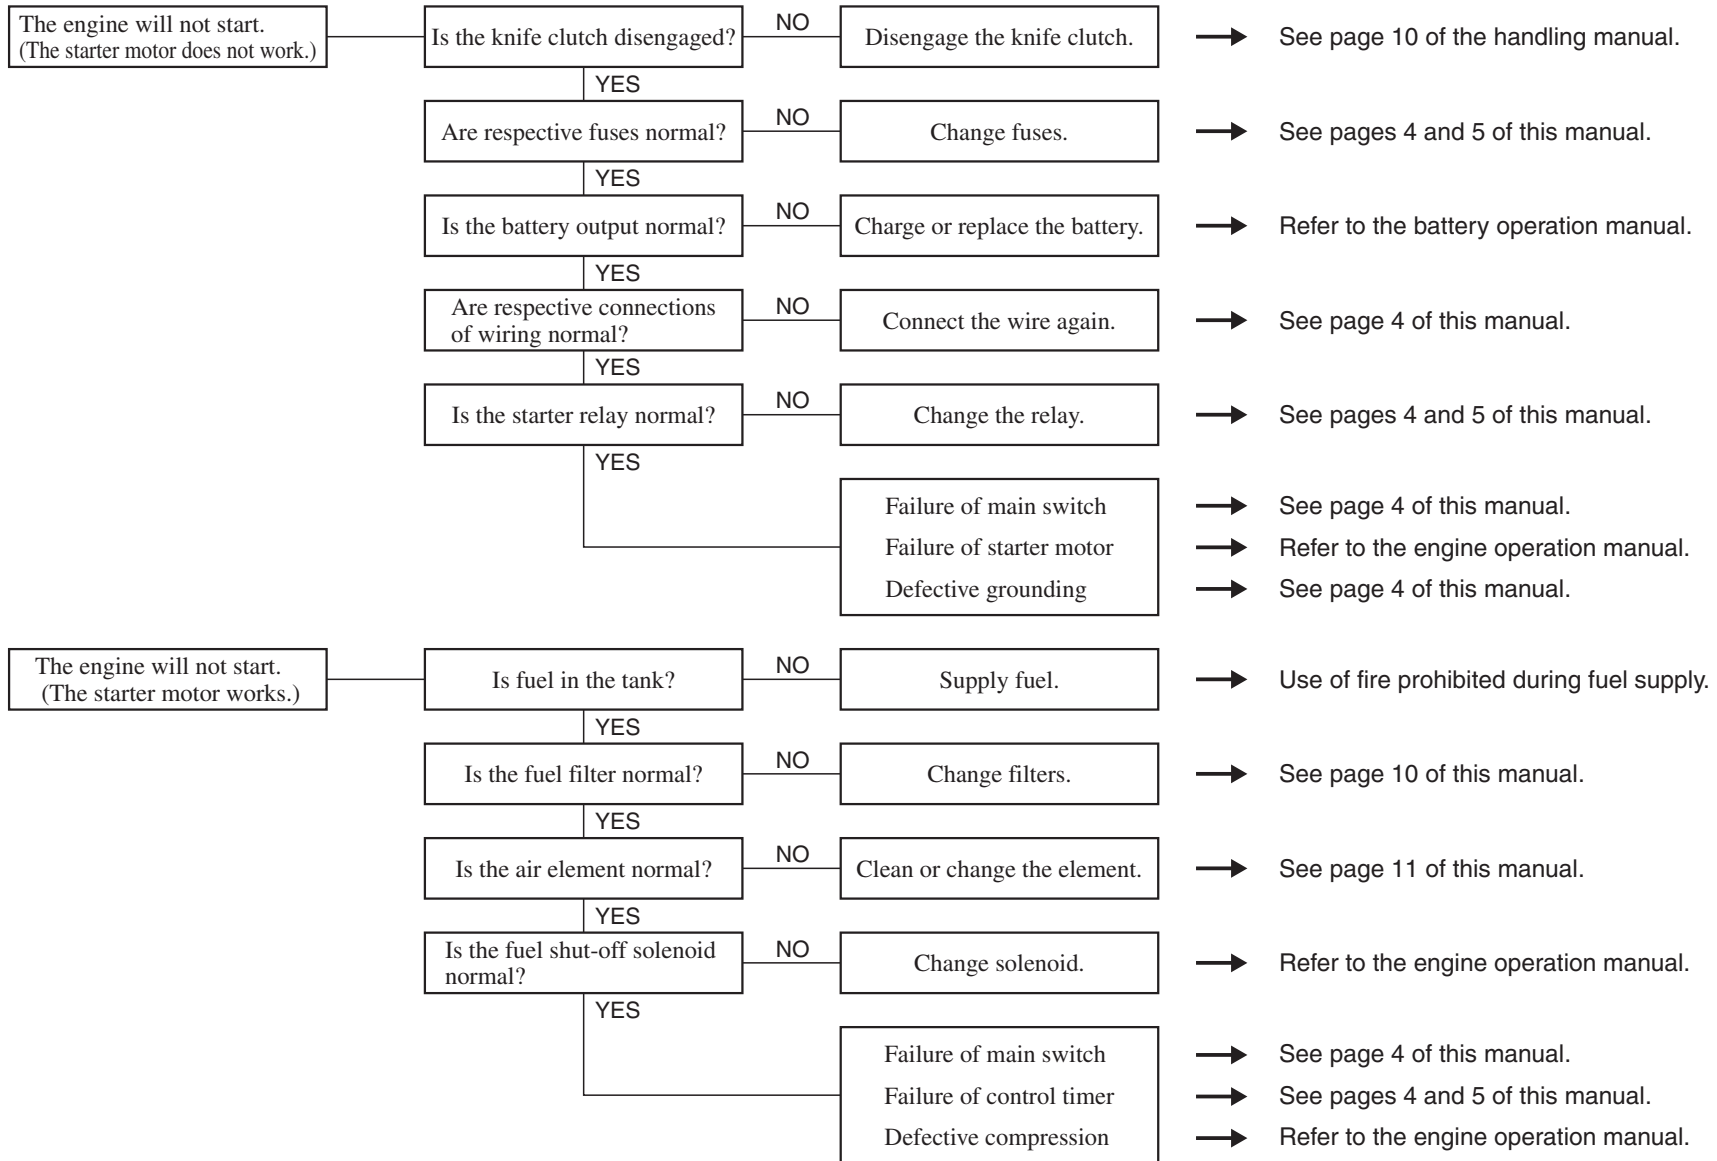 The engine will not start.
(The starter motor does not work.)
Is the knife clutch disengaged?
NO
Disengage the knife clutch.
See page 10 of the handling manual.
YES
Are respective fuses normal?
NO
Change fuses.
See pages 4 and 5 of this manual.
YES
Is the battery output normal?
NO
Charge or replace the battery.
Refer to the battery operation manual.
YES
Are respective connections
of wiring normal?
NO
Connect the wire again.
See page 4 of this manual.
YES
Is the starter relay normal?
NO
Change the relay.
See pages 4 and 5 of this manual.
YES
Failure of main switch
See page 4 of this manual.
Failure of starter motor
Refer to the engine operation manual.
Defective grounding
See page 4 of this manual.
The engine will not start.
(The starter motor works.)
Is fuel in the tank?
NO
Supply fuel.
Use of fire prohibited during fuel supply.
YES
Is the fuel filter normal?
NO
Change filters.
See page 10 of this manual.
YES
Is the air element normal?
NO
Clean or change the element.
See page 11 of this manual.
YES
Is the fuel shut-off solenoid
normal?
NO
Change solenoid.
Refer to the engine operation manual.
YES
Failure of main switch
See page 4 of this manual.
Failure of control timer
See pages 4 and 5 of this manual.
Defective compression
Refer to the engine operation manual.